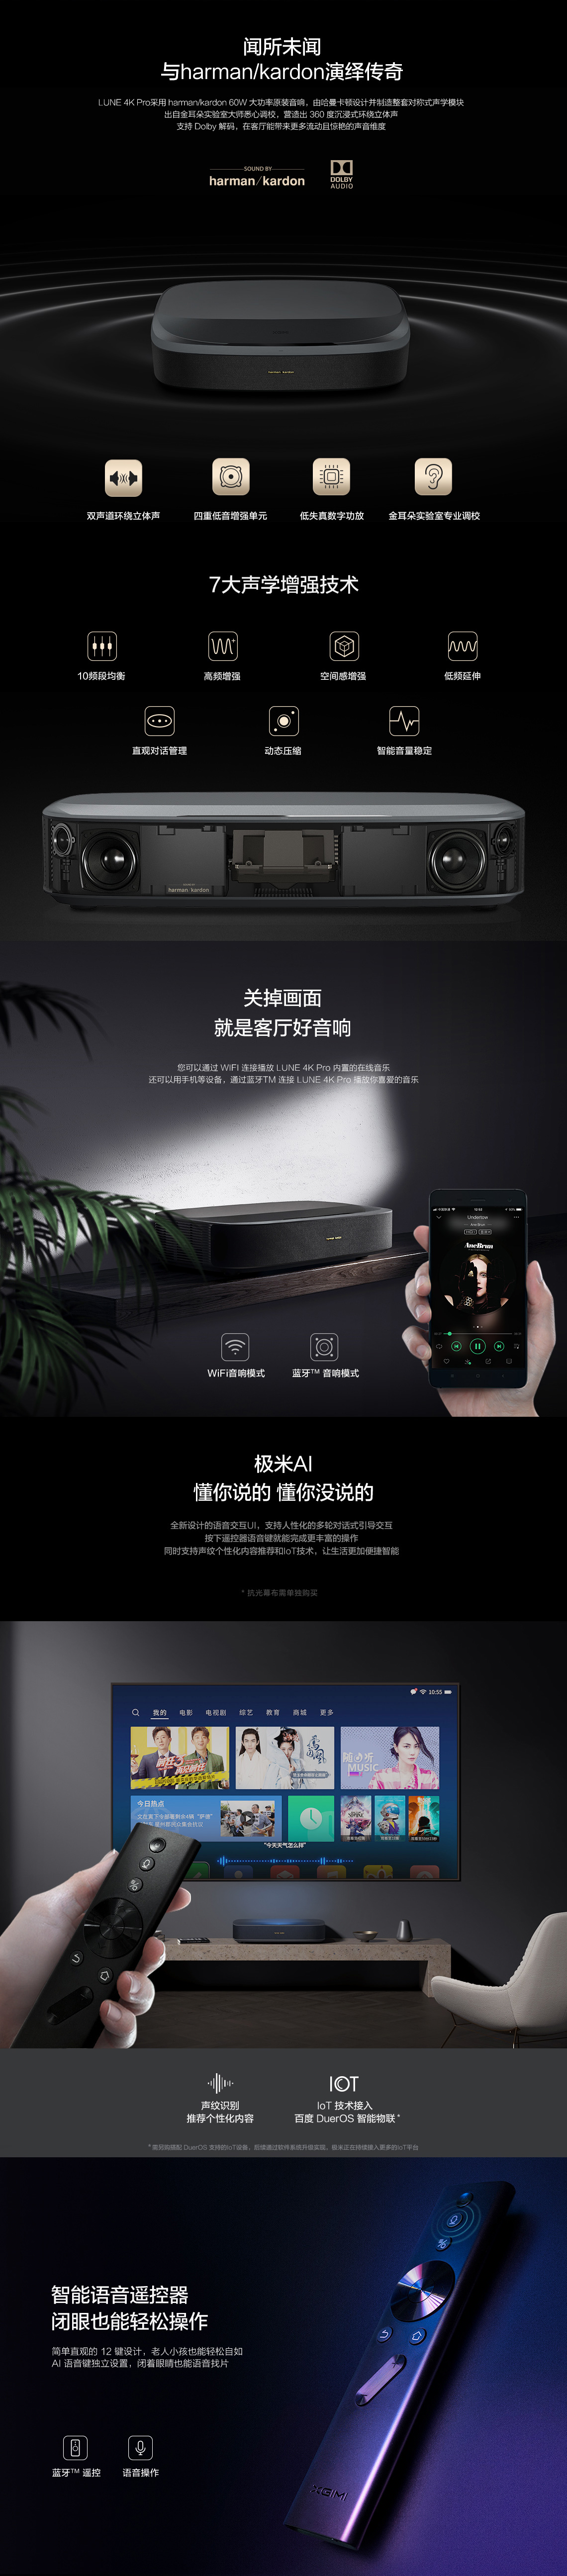 闻所未闻
与harman/kardon演绎传奇
LUNE 4K Pro采用 harman/kardon 60W 大功率原装音响，由哈曼卡顿设计并制造整套对称式声学模块
出自金耳朵实验室大师悉心调校，营造出 360 度沉浸式环绕立体声
支持 Dolby 解码，在客厅能带来更多流动且惊艳的声音维度
SOUND BY
harman/kardon
DOLBY
AUDIO
harman kardon
双声道环绕立体声
四重低音增强单元
低失真数字功放
金耳朵实验室专业调校
7大声学增强技术
10频段均衡
高频增强
空间感增强
低频延伸
直观对话管理
动态压缩
智能音量稳定
harman / kardon
关掉画面
就是客厅好音响
您可以通过 WIFI 连接播放 LUNE 4K Pro 内置的在线音乐
还可以用手机等设备，通过蓝牙TM 连接 LUNE 4K Pro 播放你喜爱的音乐
Undertow
Ane Brun
AneBrun
WiFi音响模式
蓝牙™ 音响模式
极米AI
懂你说的 懂你没说的
全新设计的语音交互UI，支持人性化的多轮对话式引导交互
按下遥控器语音键就能完成更丰富的操作
同时支持声纹个性化内容推荐和IoT技术，让生活更加便捷智能
* 抗光幕布需单独购买
10:55
我的 电影 电视剧 综艺 教育 商城 更多
随心听
MUSIC
今日热点
"今天天气怎么样"
声纹识别
推荐个性化内容
IOT
IoT 技术接入
百度 DuerOS 智能物联*
*需另购搭配 DuerOS 支持的IoT设备，后续通过软件系统升级实现，极米正在持续接入更多的IoT平台
智能语音遥控器
闭眼也能轻松操作
简单直观的 12 键设计，老人小孩也能轻松自如
AI 语音键独立设置，闭着眼睛也能语音找片
蓝牙™ 遥控
语音操作
XGIMI